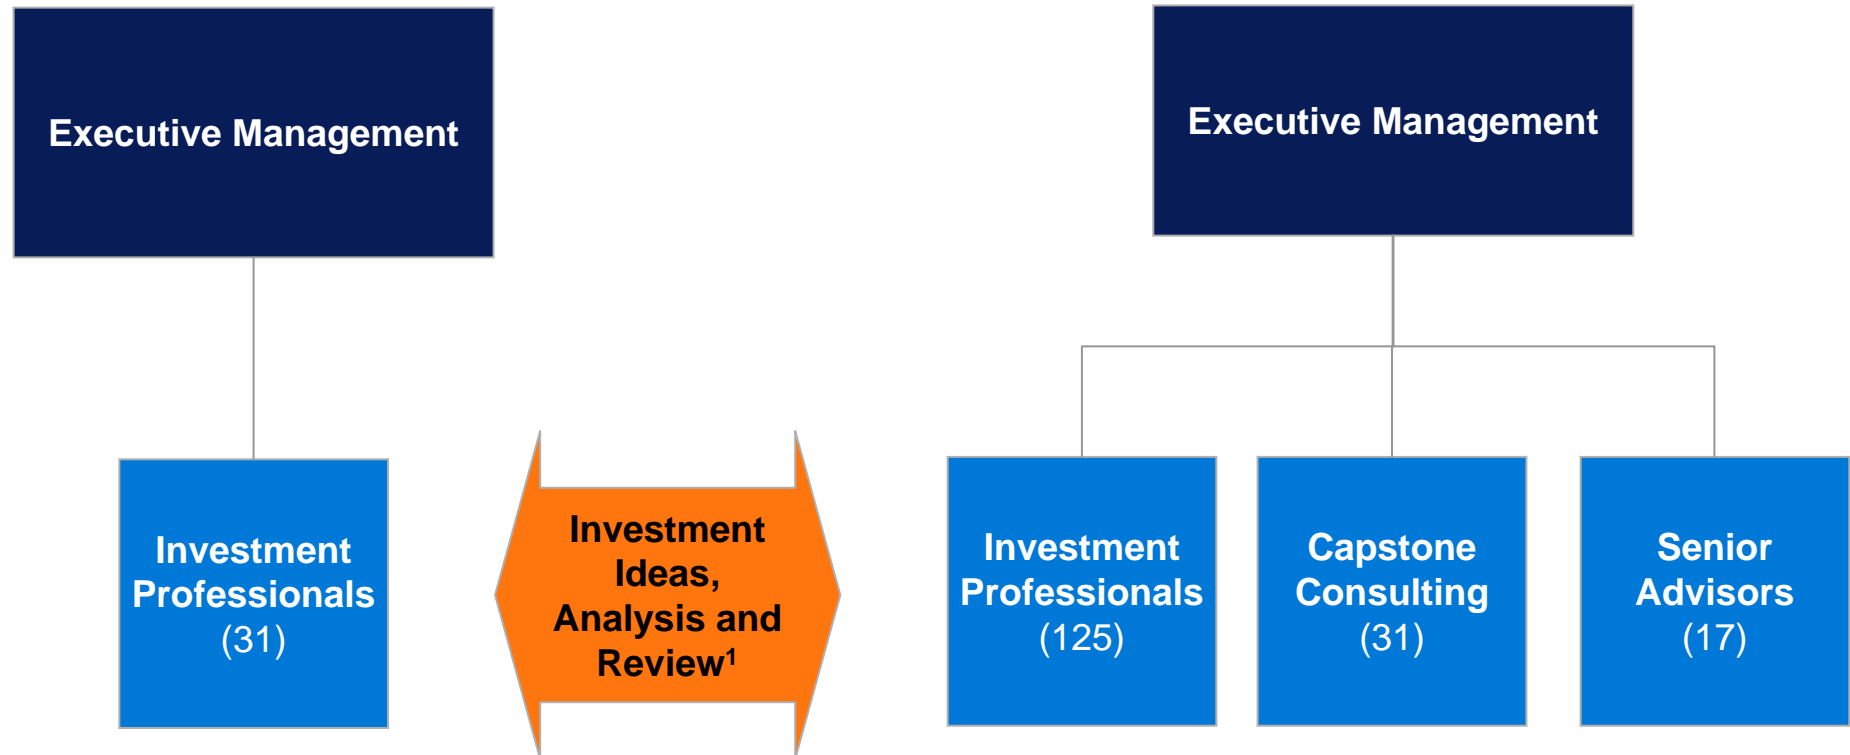 Executive Management
Executive Management
Investment
Professionals
(31)
Investment
Ideas,
Analysis and
Review¹
Investment
Professionals
(125)
Capstone
Consulting
(31)
Senior
Advisors
(17)